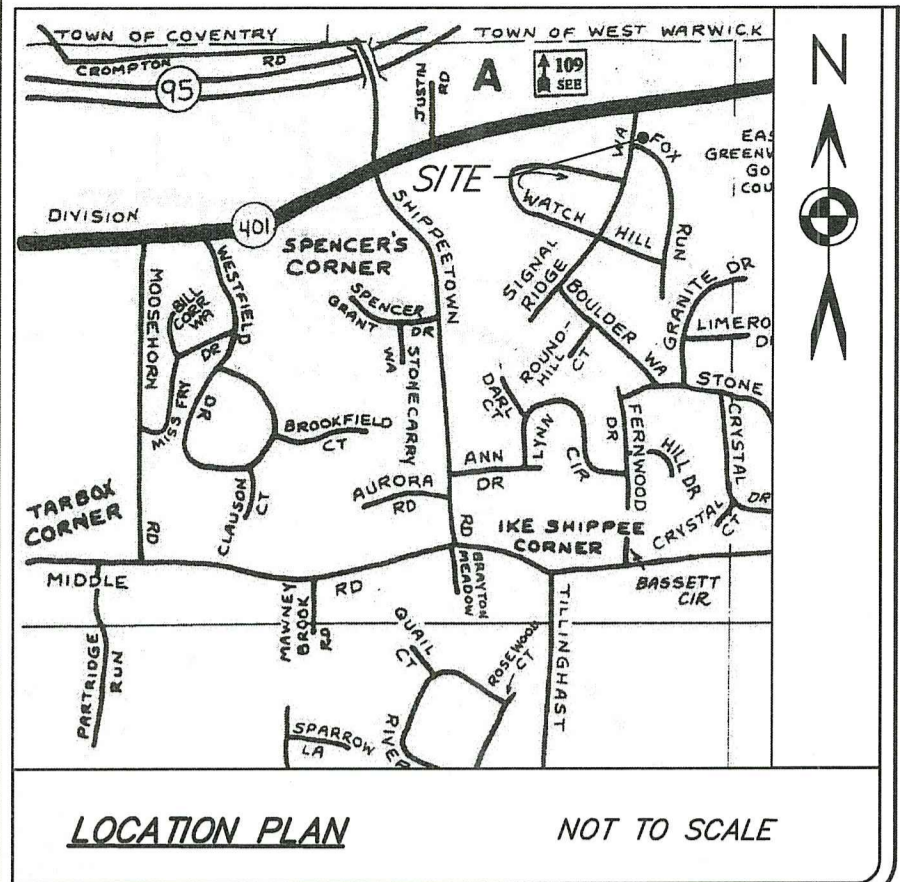 TOWN OF COVENTRY
TOWN OF WEST WARWICK
CROMPTON RD
95
JUSTIN RD
A
109
SEE
N
WA
FOX
EAS
GREENW
GO
COU
SITE
WATCH
HILL
RUN
DIVISION
401
SHIPPEETOWN
RD
SPENCER'S
CORNER
SIGNAL
RIDGE
BOULDER WA
GRANITE DR
LIMERO
D
MOOSEHORN
RD
WESTFIELD
DR
BILL
CORR
WA
MISS FRY
DR
SPENCER
DR
GRANT
WA
STONECARRY
ROUND-
HILL CT
DARL
CT
LYNN
CIR
ANN
DR
FERNWOOD
DR
HILL DR
STONE
CRYSTAL
DR
CRYSTAL
CT
BROOKFIELD
CT
CLAUSON
CT
AURORA
RD
TARBOX
CORNER
IKE SHIPPEE
CORNER
MIDDLE
RD
BRAYTON
MEADOW
BASSETT
CIR
TILLINGHAST
PARTRIDGE
RUN
MAWNEY
BROOK
RD
QUAIL
CT
ROSEWOOD
CT
SPARROW
LA
RIVER
LOCATION PLAN
NOT TO SCALE